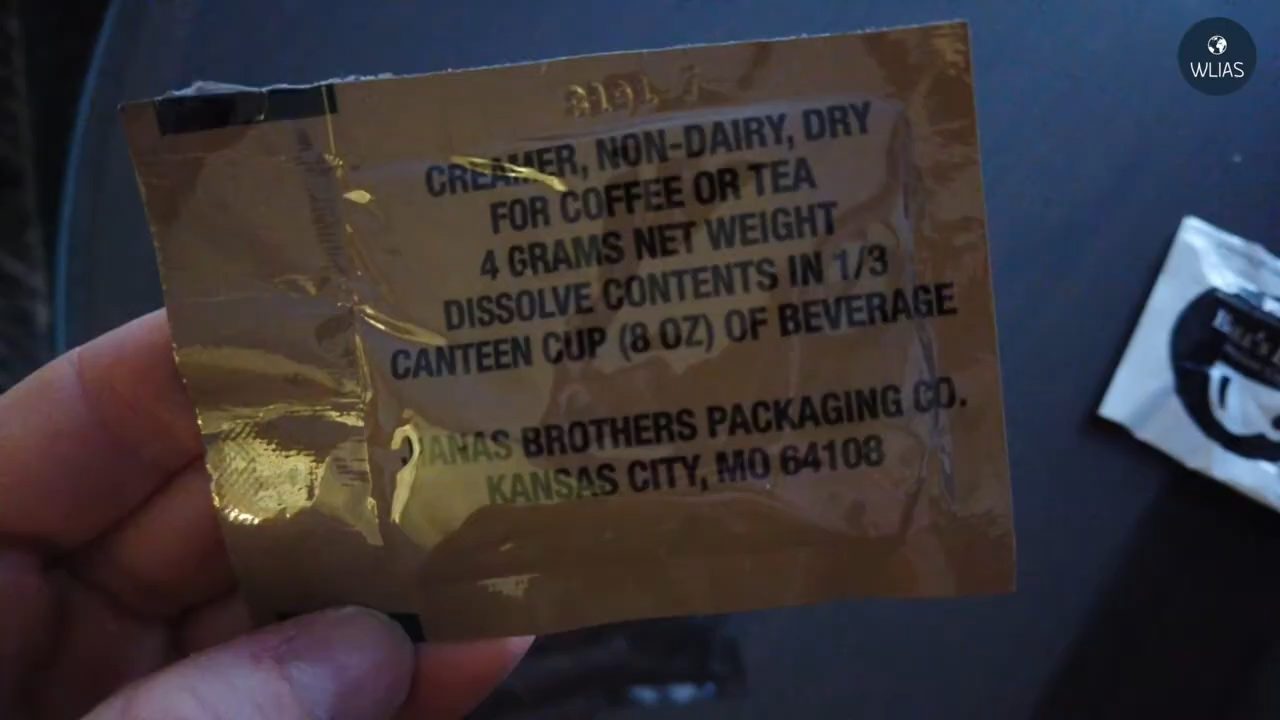 WLIAS
CREAMER, NON-DAIRY, DRY
FOR COFFEE OR TEA
4 GRAMS NET WEIGHT
DISSOLVE CONTENTS IN 1/3
CANTEEN CUP (8 OZ) OF BEVERAGE
BROTHERS PACKAGING CO.
KANSAS CITY, MO 64108